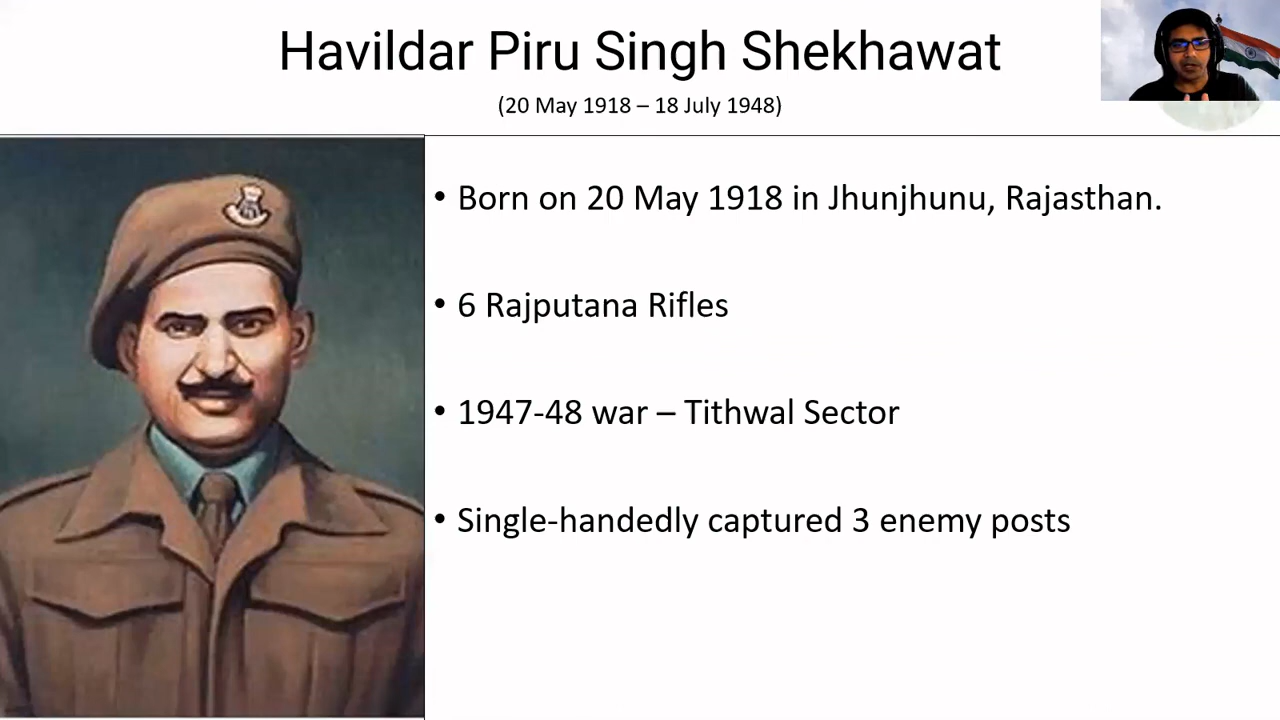 Havildar Piru Singh Shekhawat
(20 May 1918 – 18 July 1948)
• Born on 20 May 1918 in Jhunjhunu, Rajasthan.
• 6 Rajputana Rifles
• 1947-48 war – Tithwal Sector
• Single-handedly captured 3 enemy posts